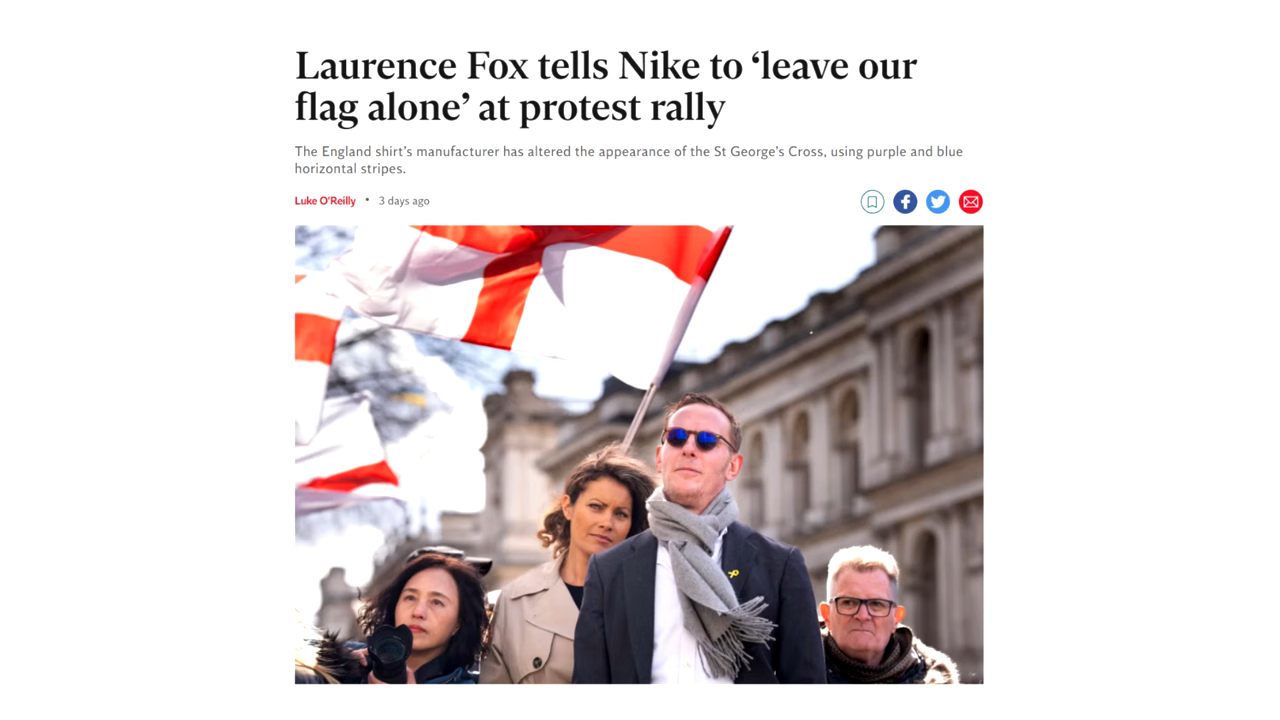 Laurence Fox tells Nike to ‘leave our
flag alone’ at protest rally
The England shirt’s manufacturer has altered the appearance of the St George’s Cross, using purple and blue
horizontal stripes.
Luke O’Reilly • 3 days ago